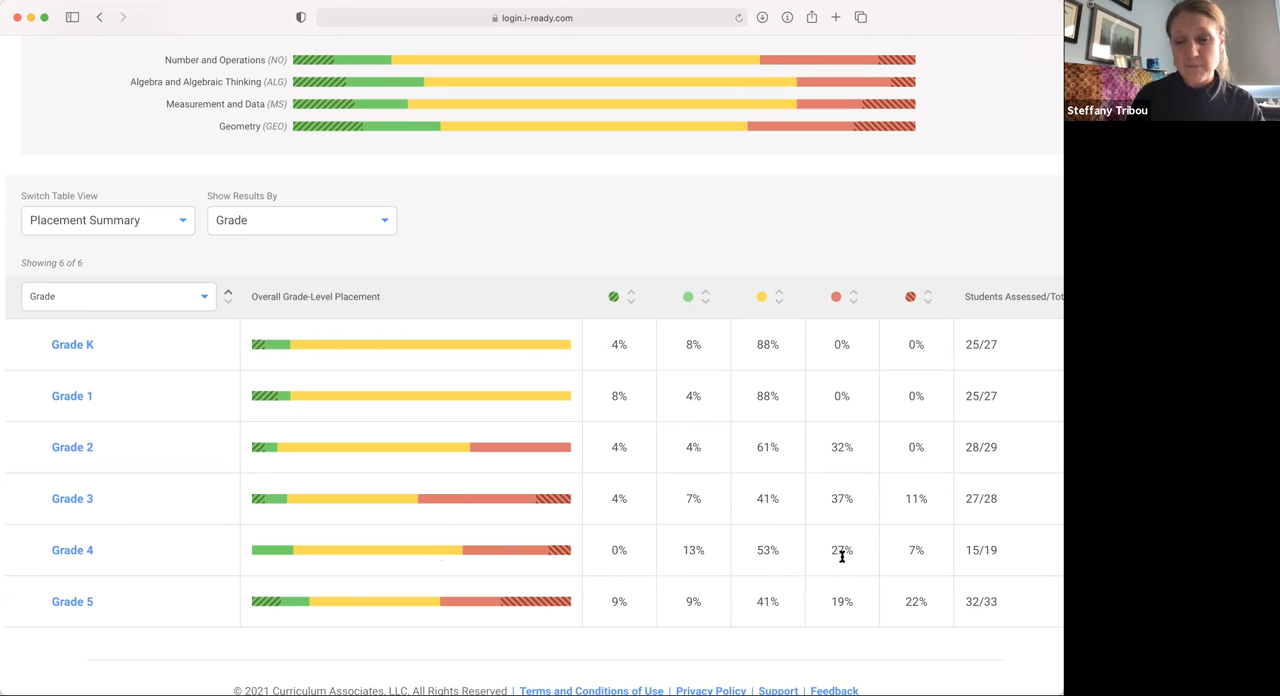 login.i-ready.com
Number and Operations (NO)
Algebra and Algebraic Thinking (ALG)
Measurement and Data (MS)
Geometry (GEO)
Steffany Tribou
Switch Table View
Show Results By
Placement Summary
Grade
Showing 6 of 6
Grade
Overall Grade-Level Placement
Students Assessed/Tot
Grade K 4% 8% 88% 0% 0% 25/27
Grade 1 8% 4% 88% 0% 0% 25/27
Grade 2 4% 4% 61% 32% 0% 28/29
Grade 3 4% 7% 41% 37% 11% 27/28
Grade 4 0% 13% 53% 27% 7% 15/19
Grade 5 9% 9% 41% 19% 22% 32/33
© 2021 Curriculum Associates, LLC, All Rights Reserved | Terms and Conditions of Use | Privacy Policy | Support | Feedback